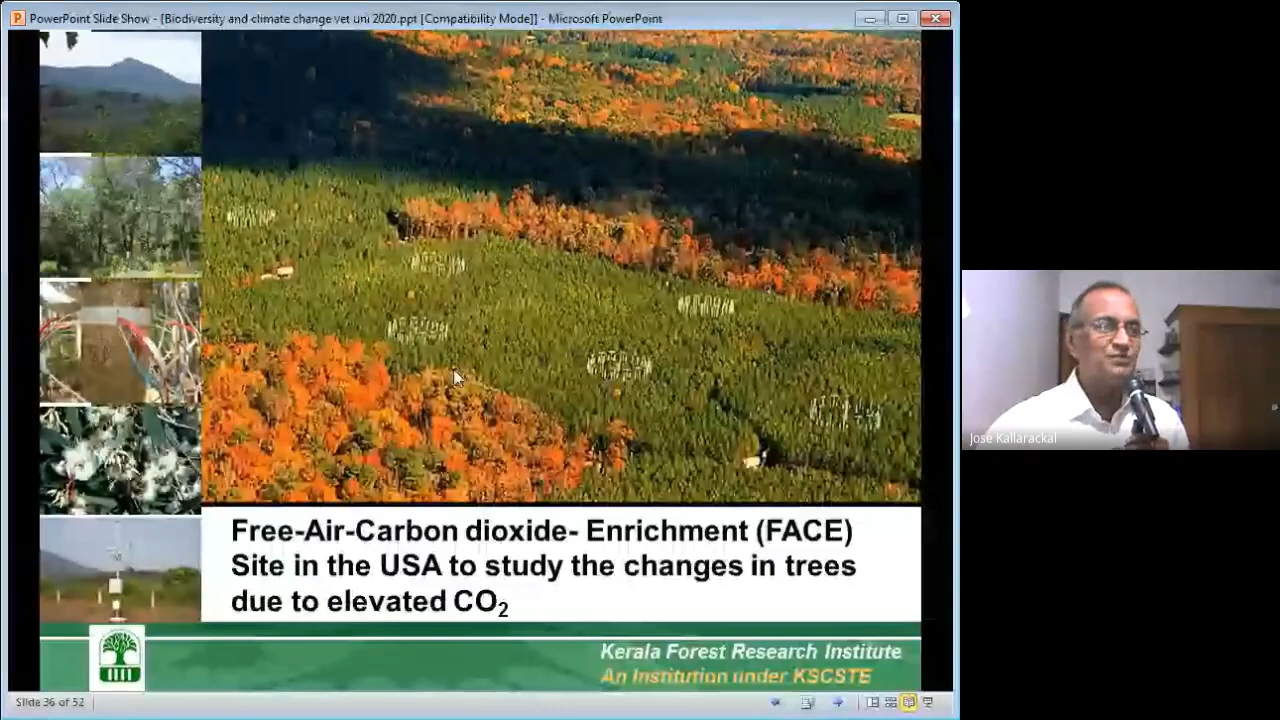 PowerPoint Slide Show - [Biodiversity and climate change vet uni 2020.ppt [Compatibility Mode]] - Microsoft PowerPoint
Jose Kallarackal
Free-Air-Carbon dioxide- Enrichment (FACE)
Site in the USA to study the changes in trees
due to elevated CO₂
Kerala Forest Research Institute
An Institution under KSCSTE
Slide 36 of 52